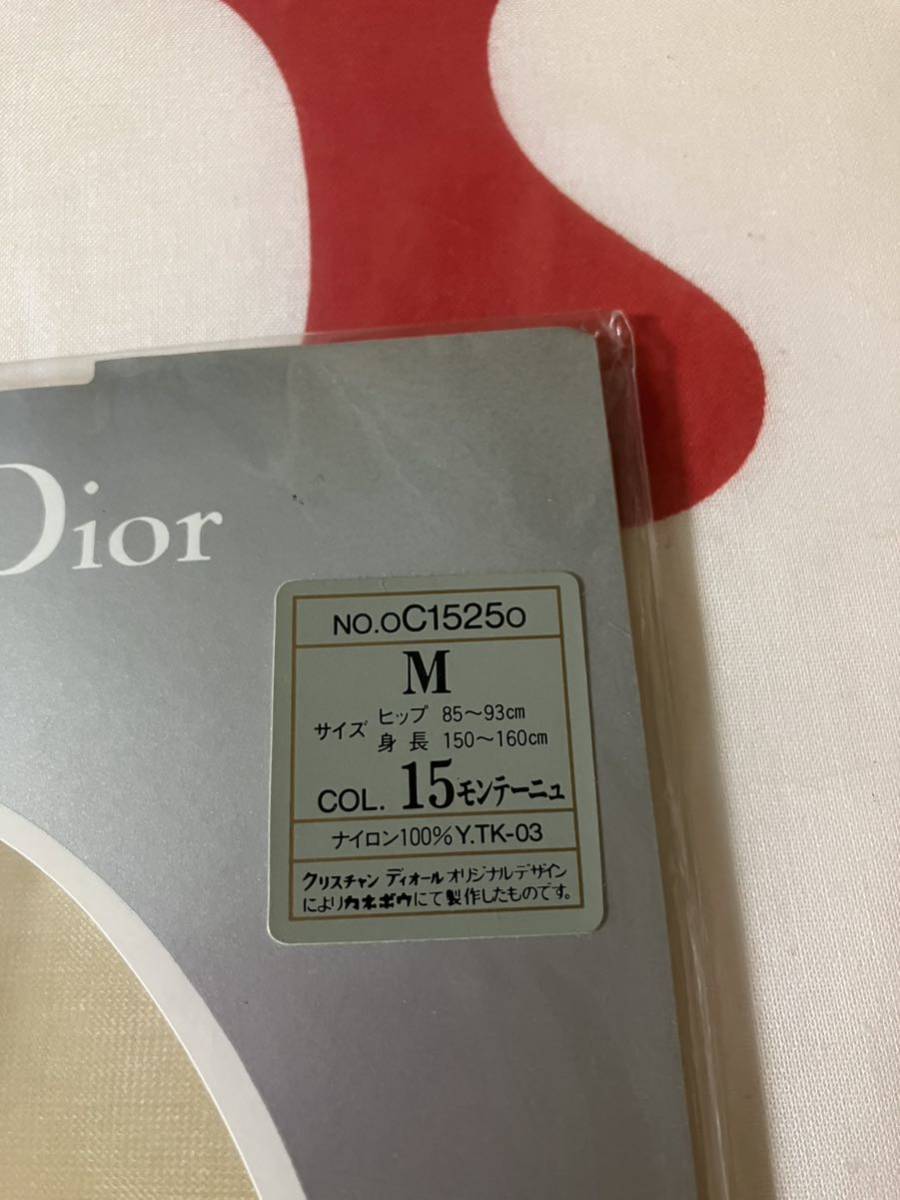 Dior
NO.OC1525O
M
サイズ ヒップ 85～93cm
身長 150～160cm
COL. 15モンテーニュ
ナイロン100%Y.TK-03
クリスチャン ディオール オリジナルデザイン
によりカネボウにて製作したものです。